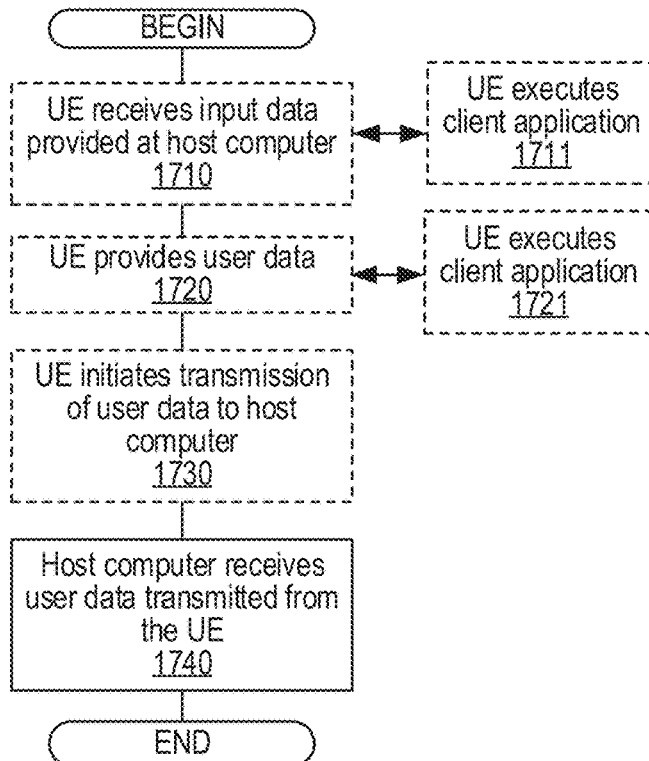 BEGIN
UE receives input data
provided at host computer
1710
UE executes
client application
1711
UE provides user data
1720
UE executes
client application
1721
UE initiates transmission
of user data to host
computer
1730
Host computer receives
user data transmitted from
the UE
1740
END